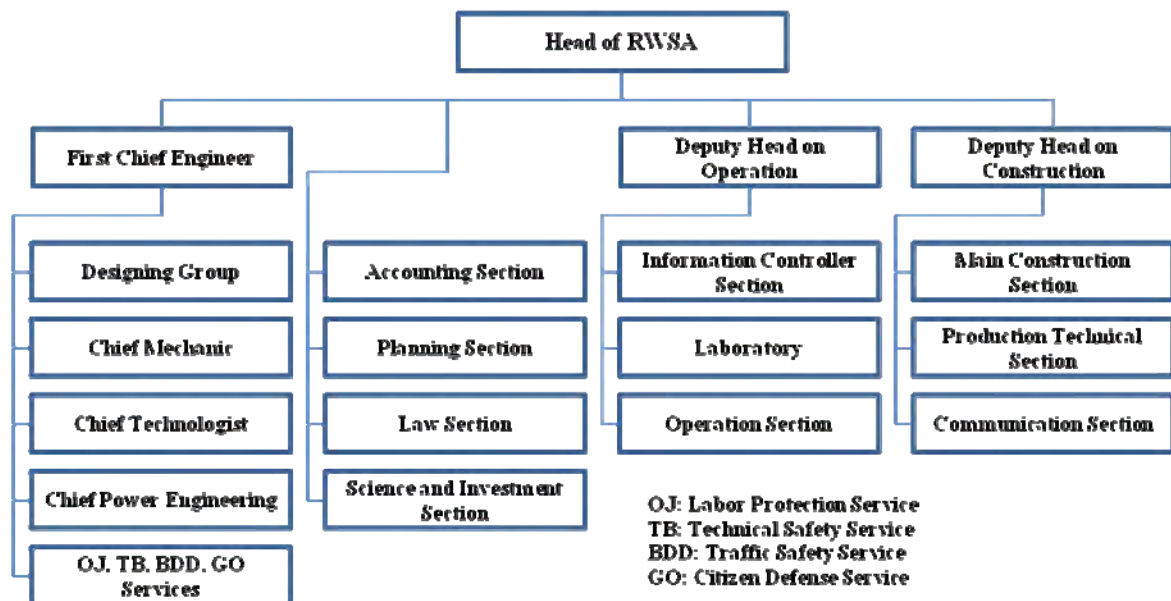 Head of RWSA
First Chief Engineer
Deputy Head on
Operation
Deputy Head on
Construction
Designing Group
Chief Mechanic
Chief Technologist
Chief Power Engineering
OJ. TB. BDD. GO
Services
Accounting Section
Planning Section
Law Section
Science and Investment
Section
Information Controller
Section
Laboratory
Operation Section
Main Construction
Section
Production Technical
Section
Communication Section
OJ: Labor Protection Service
TB: Technical Safety Service
BDD: Traffic Safety Service
GO: Citizen Defense Service